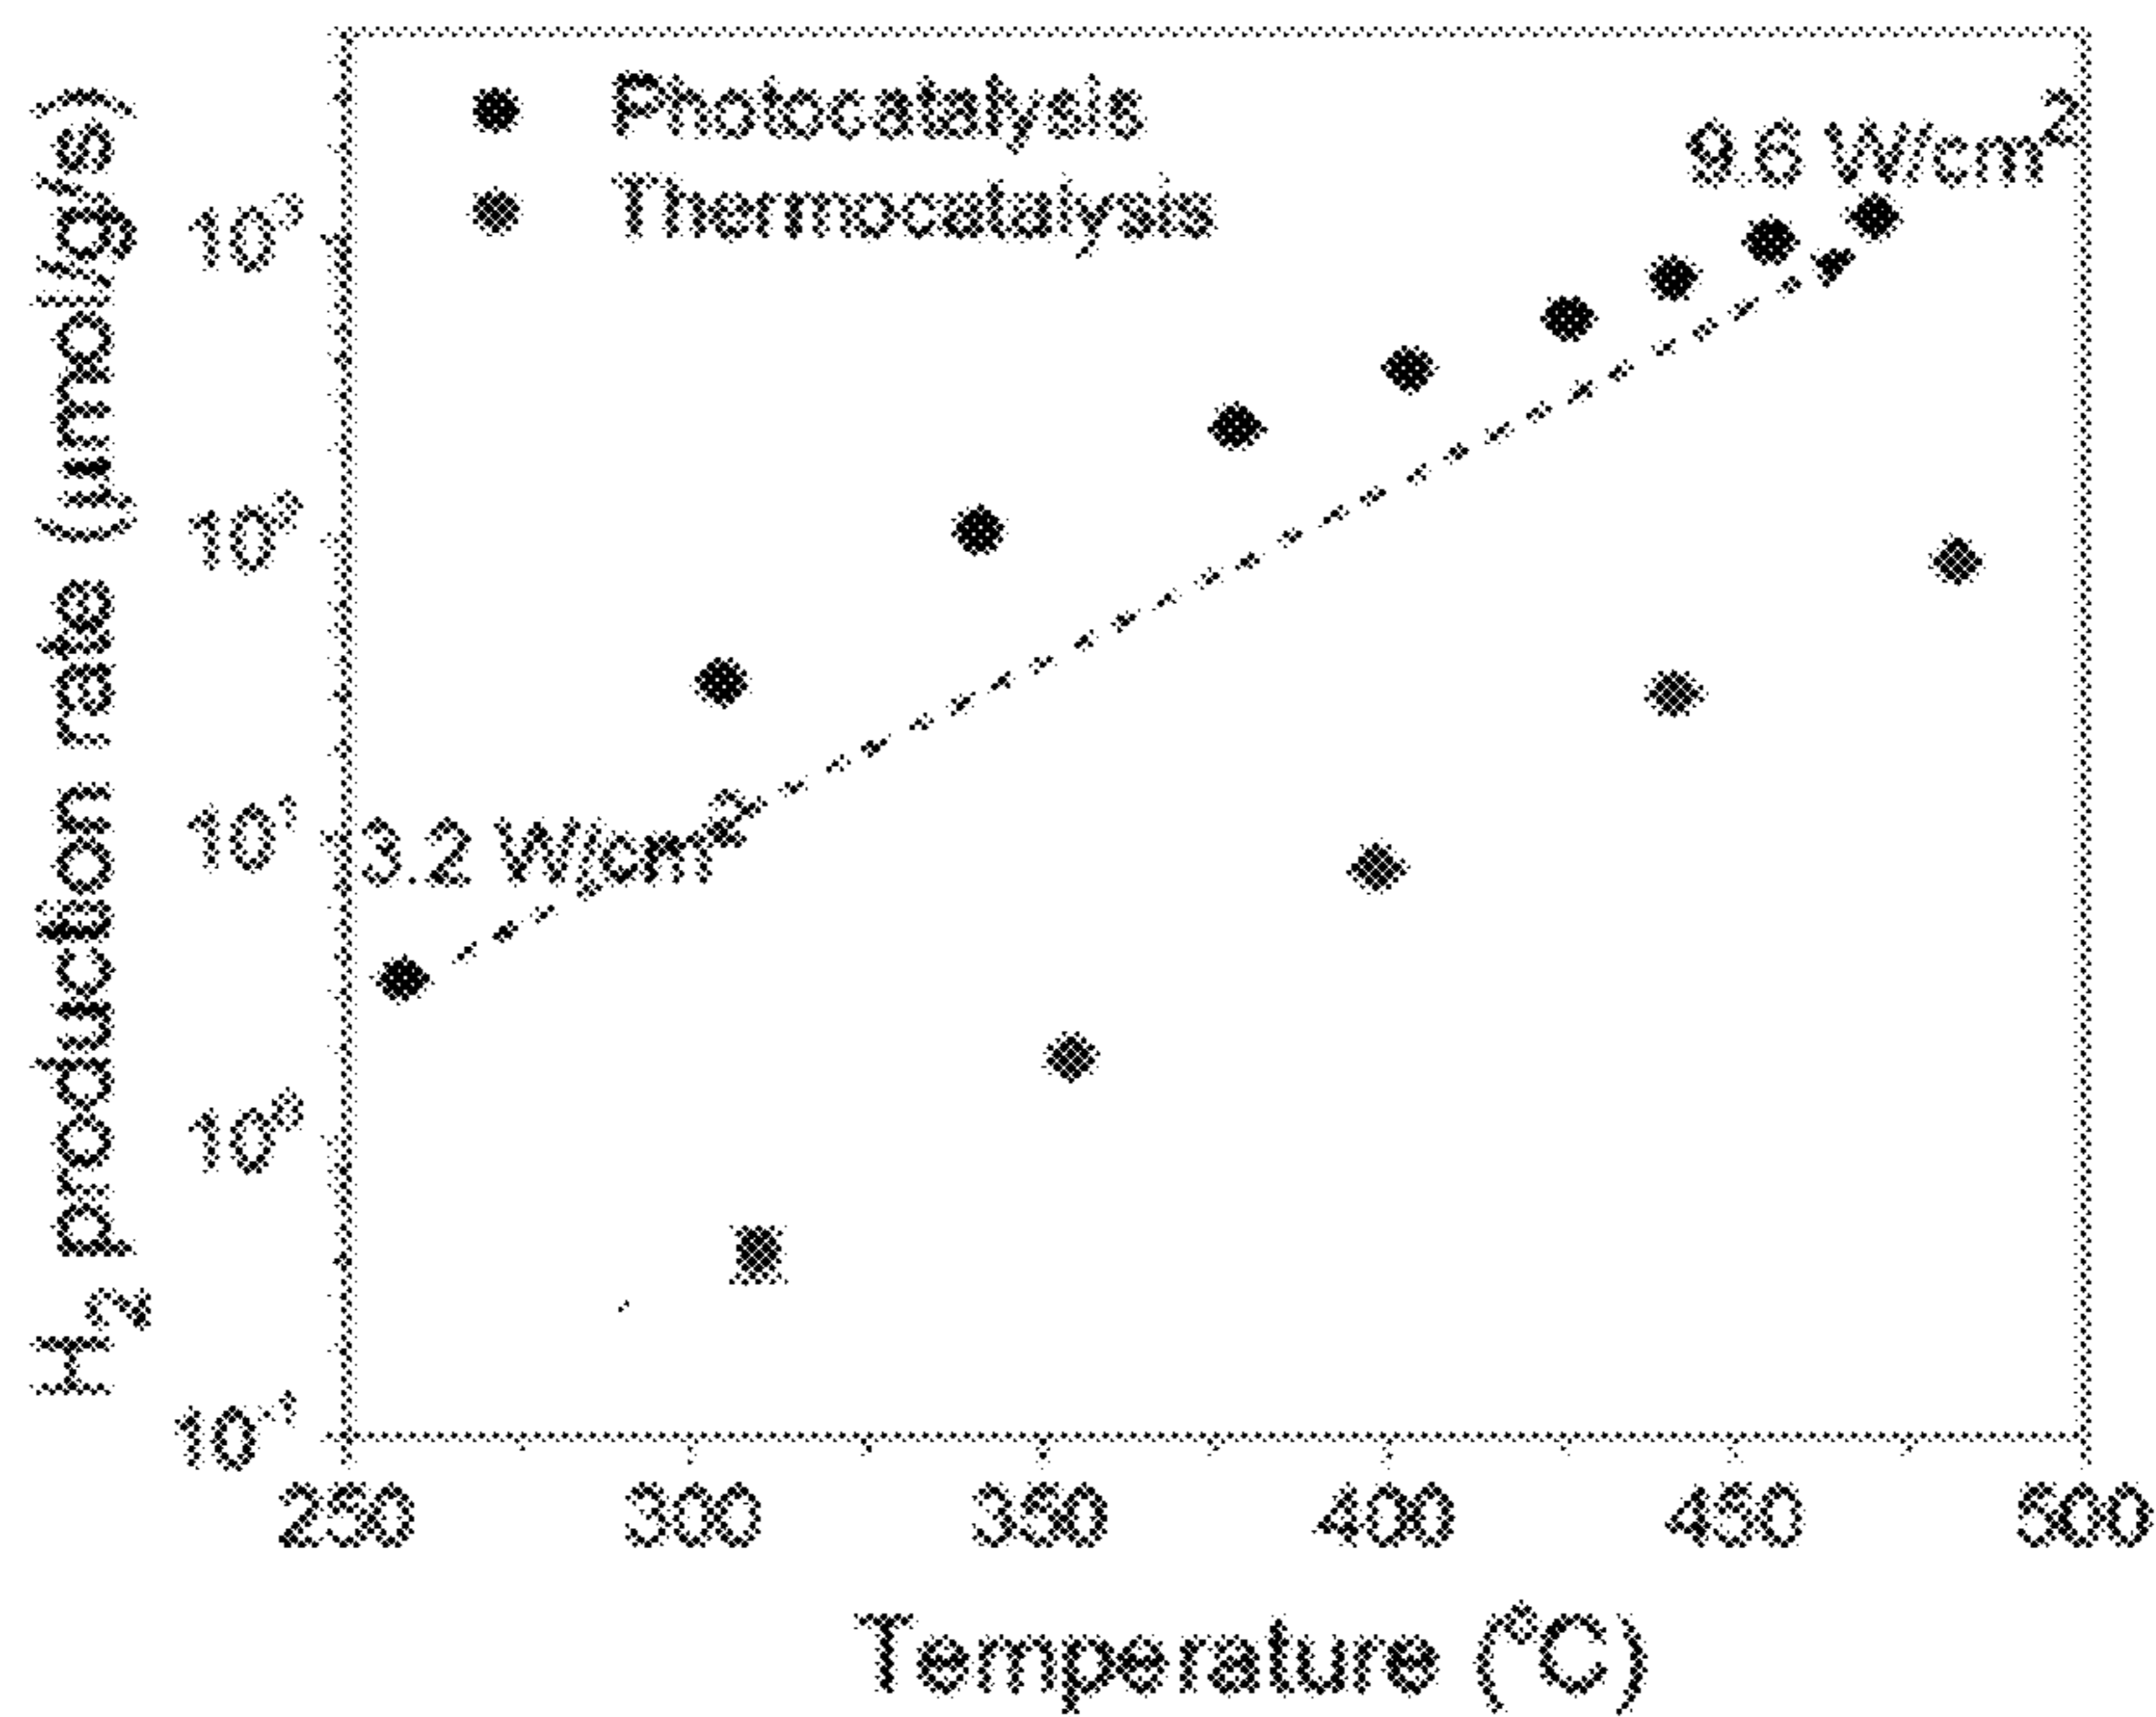 Photocatalysis
Thermocatalysis
9.6 W/cm²
3.2 W/cm²
H₂ production rate (μmol/g/s)
10³
10²
10¹
10⁰
10⁻¹
250 300 350 400 450 500
Temperature (°C)